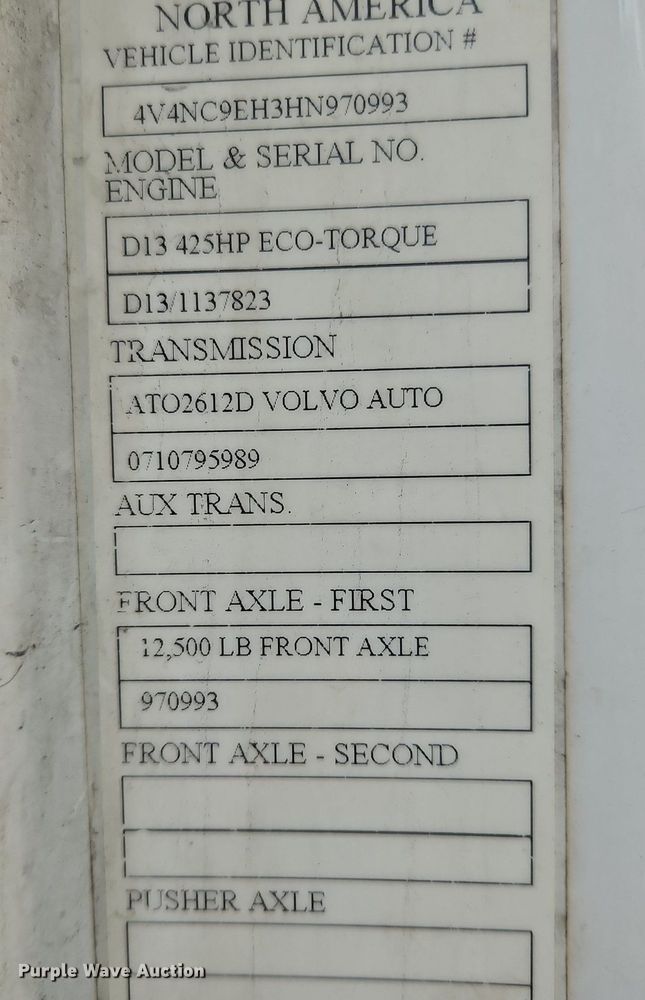 NORTH AMERICA
VEHICLE IDENTIFICATION #
4V4NC9EH3HN970993
MODEL & SERIAL NO.
ENGINE
D13 425HP ECO-TORQUE
D13/1137823
TRANSMISSION
ATO2612D VOLVO AUTO
0710795989
AUX TRANS.
FRONT AXLE - FIRST
12,500 LB FRONT AXLE
970993
FRONT AXLE - SECOND
PUSHER AXLE
Purple Wave Auction